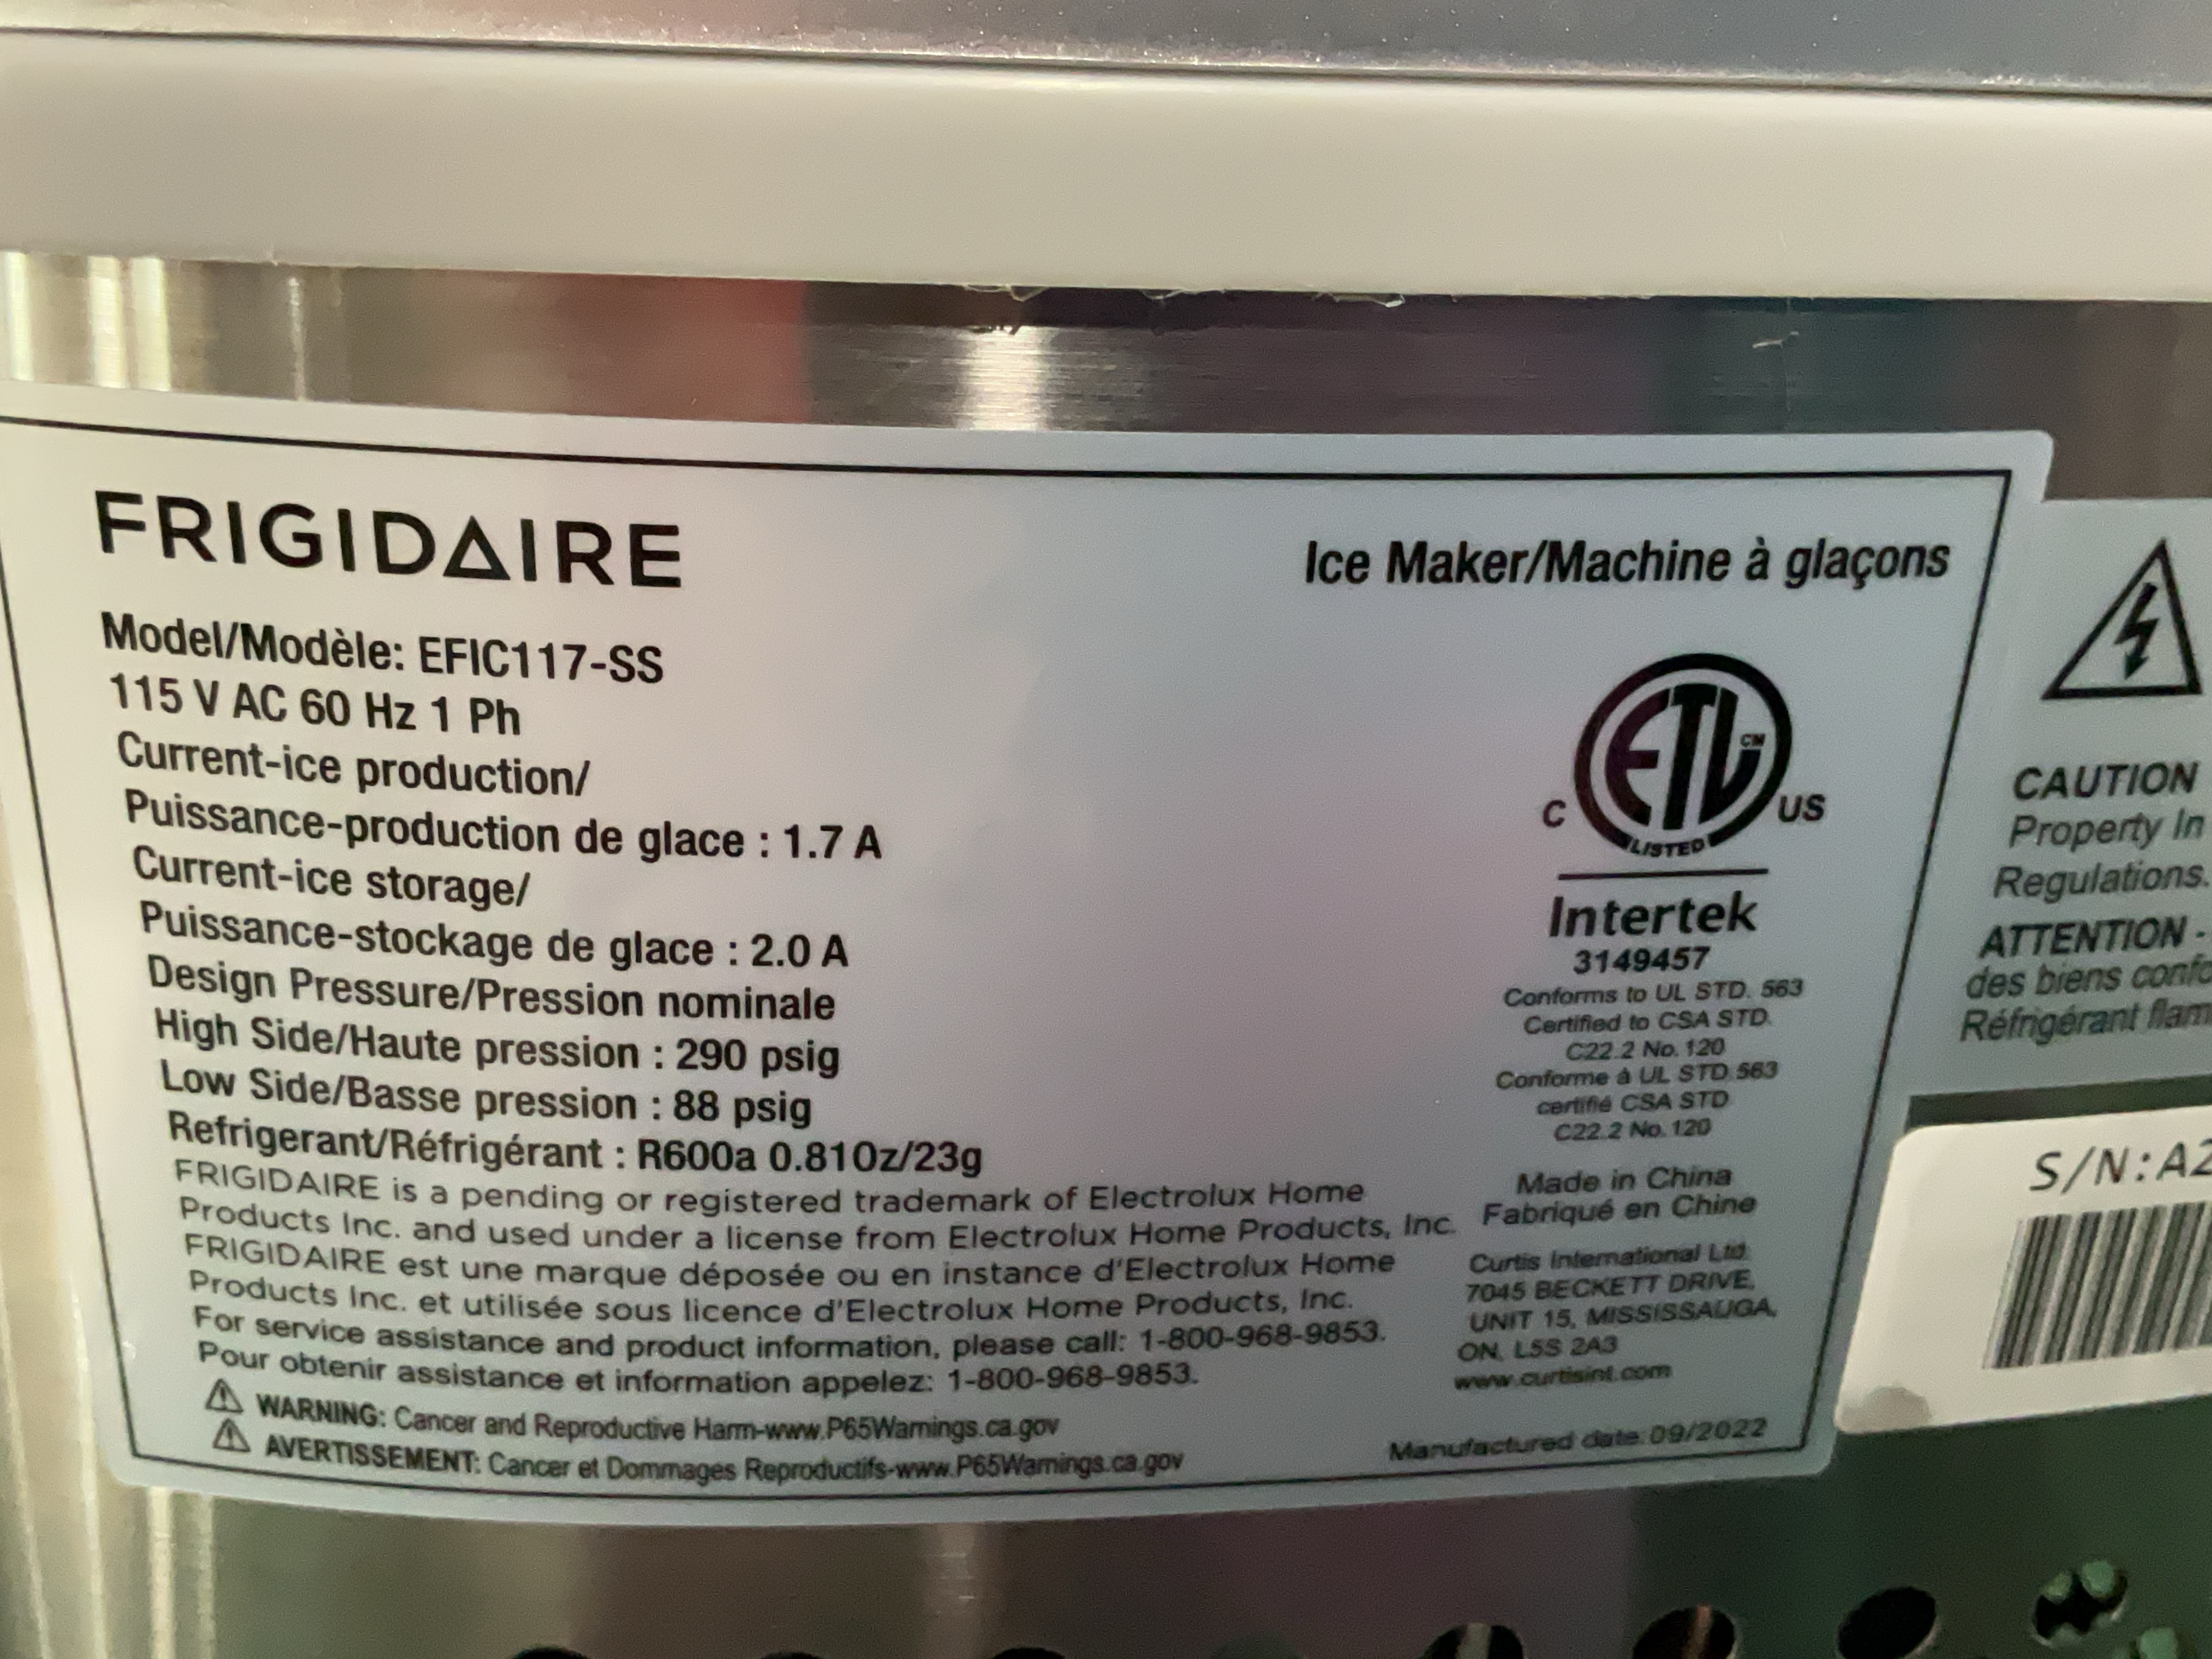 FRIGIDAIRE
Ice Maker/Machine à glaçons
Model/Modèle: EFIC117-SS
115 V AC 60 Hz 1 Ph
Current-ice production/
Puissance-production de glace : 1.7 A
Current-ice storage/
Puissance-stockage de glace : 2.0 A
Design Pressure/Pression nominale
High Side/Haute pression : 290 psig
Low Side/Basse pression : 88 psig
Refrigerant/Réfrigérant : R600a 0.81Oz/23g
FRIGIDAIRE is a pending or registered trademark of Electrolux Home
Products Inc. and used under a license from Electrolux Home Products, Inc.
FRIGIDAIRE est une marque déposée ou en instance d'Electrolux Home
Products Inc. et utilisée sous licence d'Electrolux Home Products, Inc.
For service assistance and product information, please call: 1-800-968-9853.
Pour obtenir assistance et information appelez: 1-800-968-9853.
WARNING: Cancer and Reproductive Harm-www.P65Warnings.ca.gov
AVERTISSEMENT: Cancer et Dommages Reproductifs-www.P65Warnings.ca.gov
ETL CM
C US
LISTED
Intertek
3149457
Conforms to UL STD. 563
Certified to CSA STD.
C22.2 No. 120
Conforme à UL STD.563
certifié CSA STD
C22.2 No.120
Made in China
Fabriqué en Chine
Curtis International Ltd.
7045 BECKETT DRIVE,
UNIT 15, MISSISSAUGA,
ON, L5S 2A3
www.curtisint.com
Manufactured date:09/2022
CAUTION
Property In
Regulations.
ATTENTION -
des biens confo
Réfrigérant flam
S/N:A2